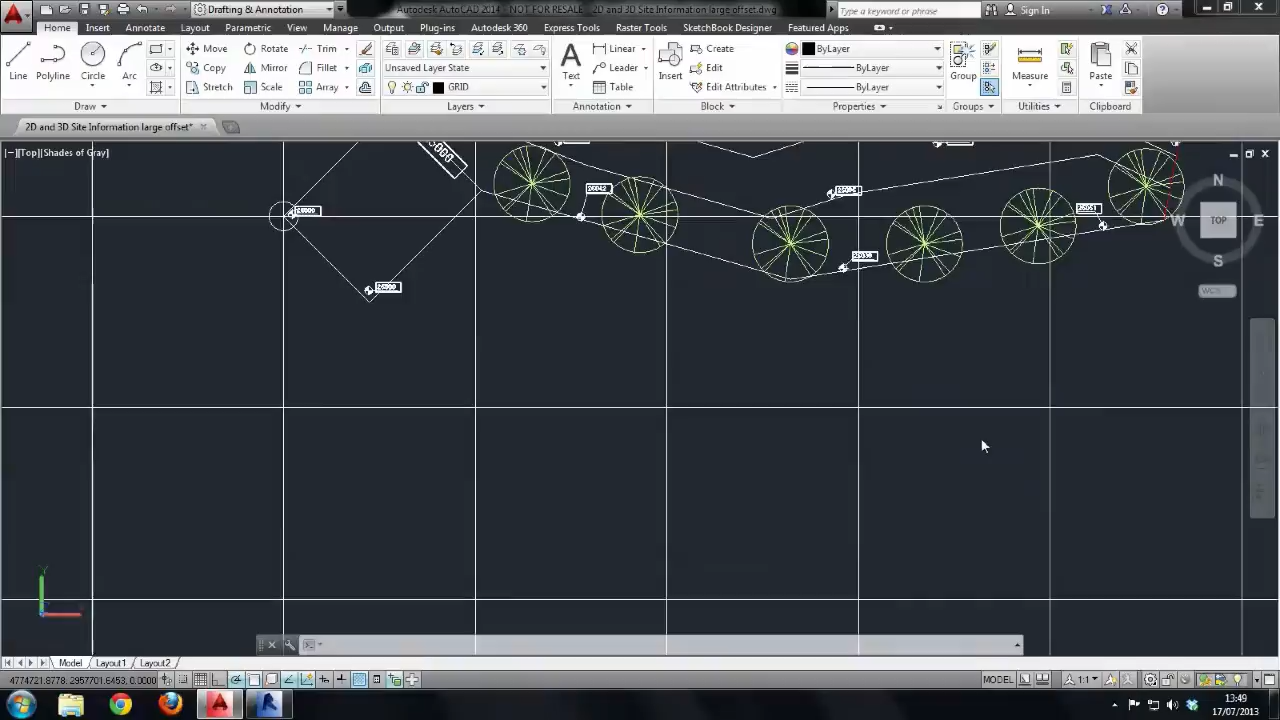 Drafting & Annotation
Autodesk AutoCAD 2014 - NOT FOR RESALE - 2D and 3D Site Information large offset.dwg
Type a keyword or phrase
Sign In
Home Insert Annotate Layout Parametric View Manage Output Plug-ins Autodesk 360 Express Tools Raster Tools SketchBook Designer Featured Apps
Line Polyline Circle Arc
Move Rotate Trim
Copy Mirror Fillet
Stretch Scale Array
Unsaved Layer State
GRID
Text
Linear
Leader
Table
Insert
Create
Edit
Edit Attributes
ByLayer
ByLayer
ByLayer
Group
Measure
Paste
Draw Modify Layers Annotation Block Properties Groups Utilities Clipboard
2D and 3D Site Information large offset*
[−][Top][Shades of Gray]
N
W TOP E
S
WCS
Y
Model Layout1 Layout2
4774721.8778, 2957701.6453, 0.0000
MODEL
1:1
13:49
17/07/2013